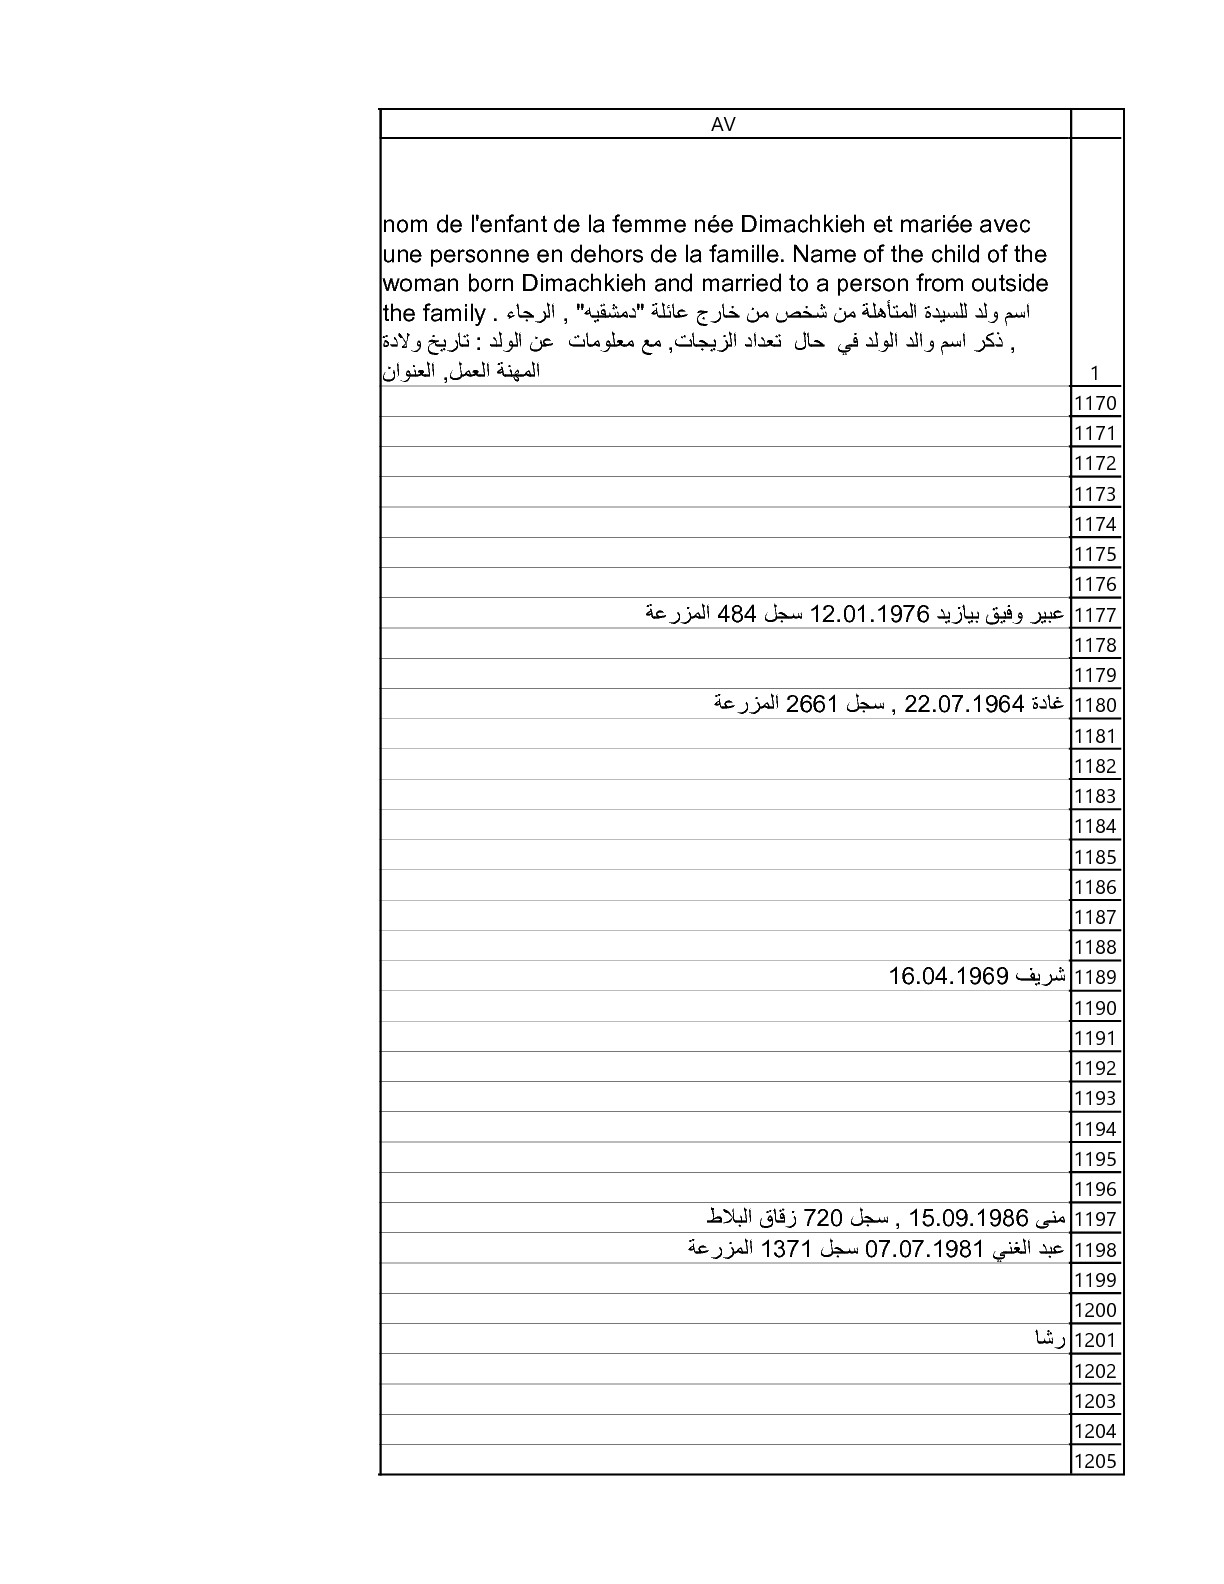 AV
nom de l'enfant de la femme née Dimachkieh et mariée avec
une personne en dehors de la famille. Name of the child of the
woman born Dimachkieh and married to a person from outside
the family . اسم ولد للسيدة المتأهلة من شخص من خارج عائلة "دمشقيه" , الرجاء
, ذكر اسم والد الولد في حال تعداد الزيجات, مع معلومات عن الولد : تاريخ ولادة
المهنة العمل, العنوان
1
1170
1171
1172
1173
1174
1175
1176
1177 عبير وفيق بيازيد 12.01.1976 سجل 484 المزرعة
1178
1179
1180 غادة 22.07.1964 , سجل 2661 المزرعة
1181
1182
1183
1184
1185
1186
1187
1188
1189 شريف 16.04.1969
1190
1191
1192
1193
1194
1195
1196
1197 منى 15.09.1986 , سجل 720 زقاق البلاط
1198 عبد الغني 07.07.1981 سجل 1371 المزرعة
1199
1200
1201 رشا
1202
1203
1204
1205